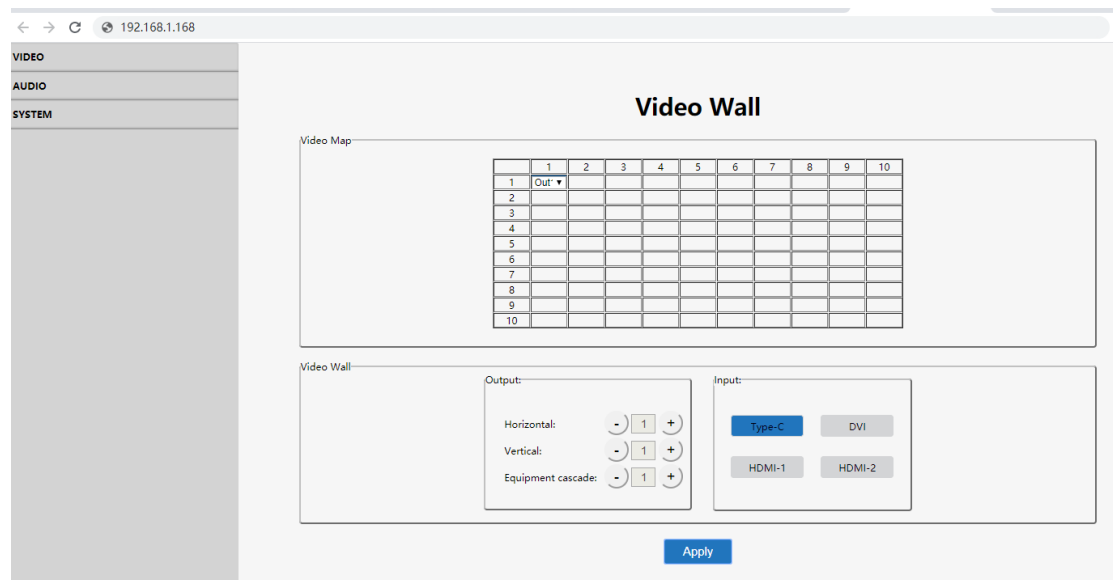 192.168.1.168
VIDEO
AUDIO
SYSTEM
Video Wall
Video Map
1 2 3 4 5 6 7 8 9 10
1 Out
2
3
4
5
6
7
8
9
10
Video Wall
Output:
Horizontal: - 1 +
Vertical: - 1 +
Equipment cascade: - 1 +
Input:
Type-C DVI
HDMI-1 HDMI-2
Apply